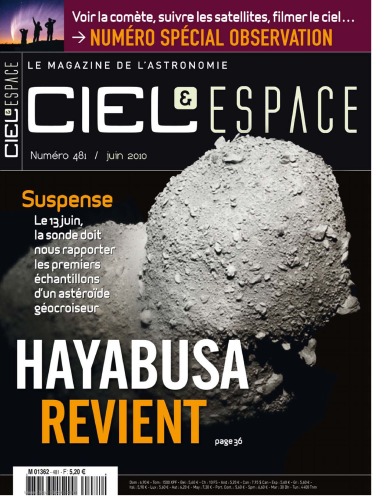 Voir la comète, suivre les satellites, filmer le ciel...
→ NUMÉRO SPÉCIAL OBSERVATION
LE MAGAZINE DE L'ASTRONOMIE
CIEL & ESPACE
CIEL & ESPACE
Numéro 481 / juin 2010
Suspense
Le 13 juin,
la sonde doit
nous rapporter
les premiers
échantillons
d'un astéroïde
géocroiseur
HAYABUSA
REVIENT
page 36
M 01362 - 481 - F: 5,20 €